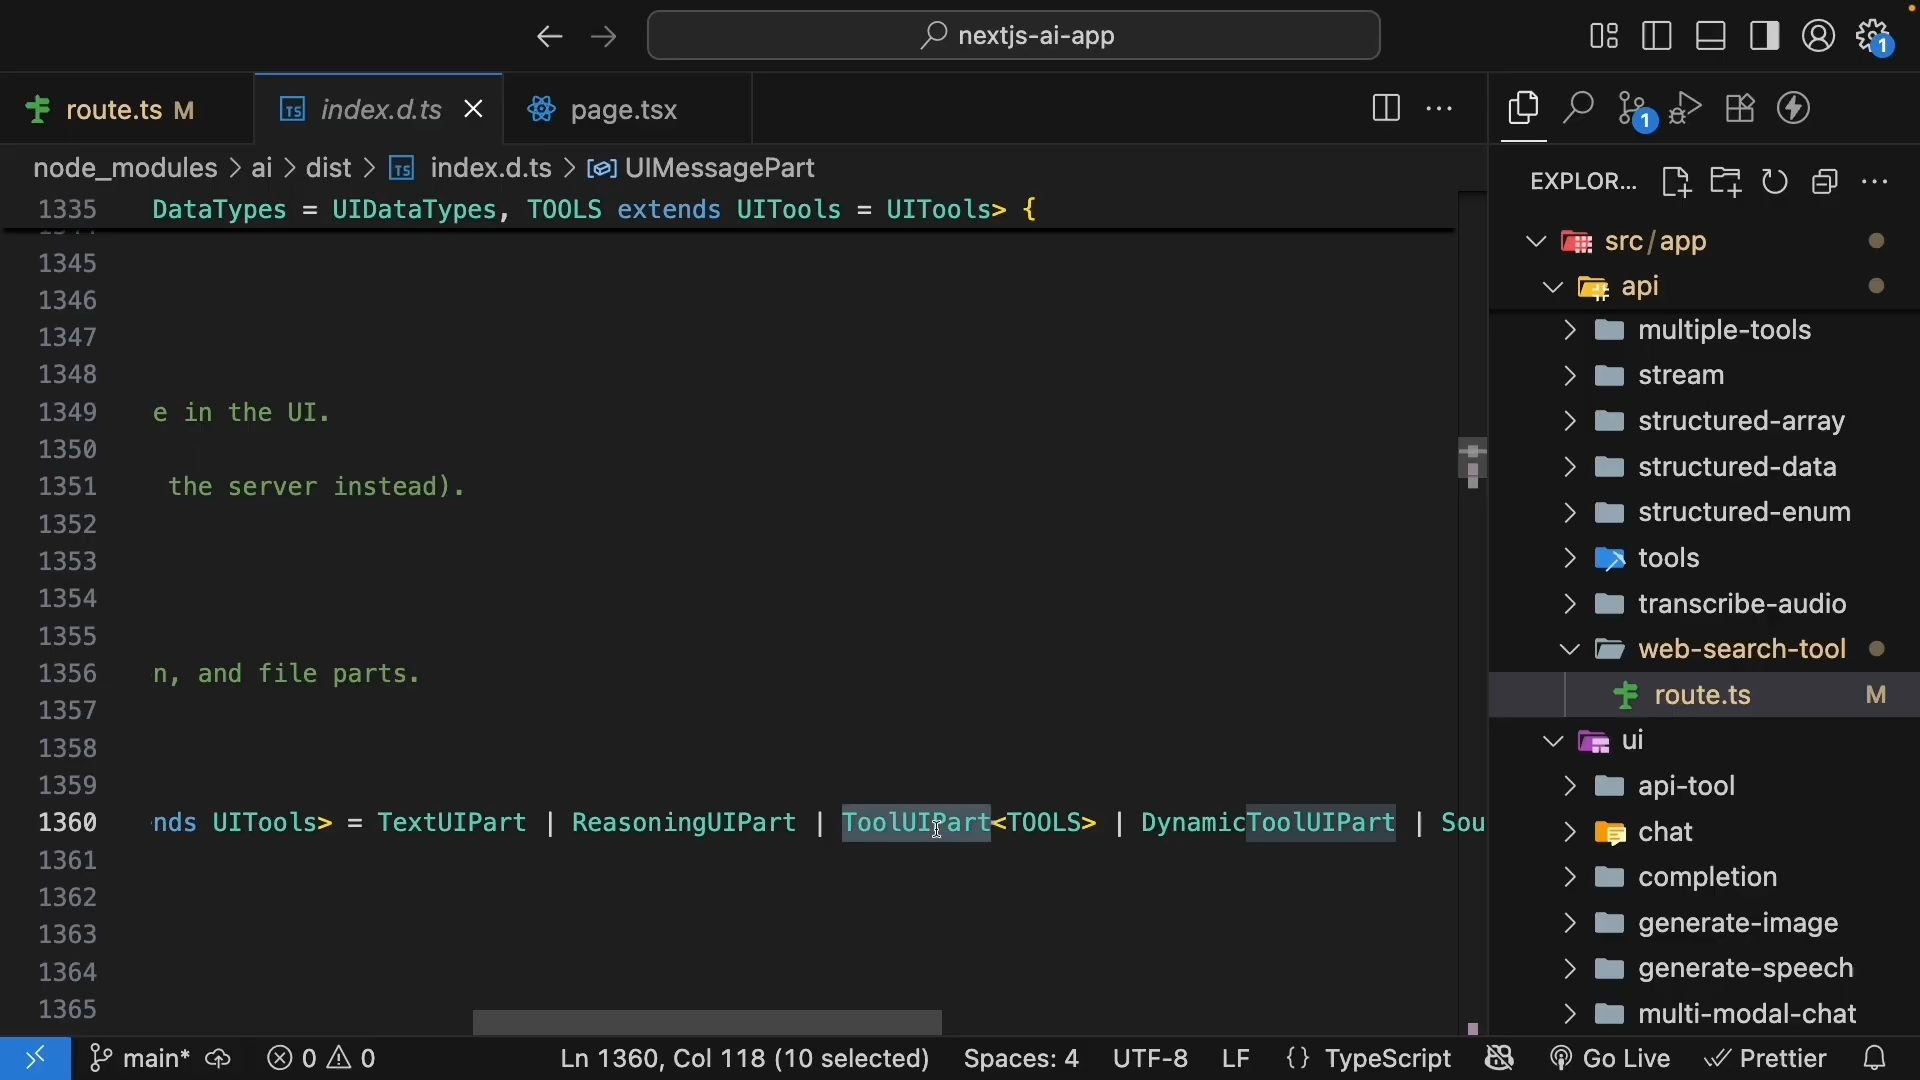 nextjs-ai-app
1
route.ts M
index.d.ts
page.tsx
1
node_modules > ai > dist > TS index.d.ts > UIMessagePart
EXPLOR...
1335 DataTypes = UIDataTypes, TOOLS extends UITools = UITools> {
1345
1346
1347
1348
1349 e in the UI.
1350
1351 the server instead).
1352
1353
1354
1355
1356 n, and file parts.
1357
1358
1359
1360 nds UITools> = TextUIPart | ReasoningUIPart | ToolUIPart<TOOLS> | DynamicToolUIPart | Sou
1361
1362
1363
1364
1365
src/app
api
multiple-tools
stream
structured-array
structured-data
structured-enum
tools
transcribe-audio
web-search-tool
route.ts M
ui
api-tool
chat
completion
generate-image
generate-speech
multi-modal-chat
main* 0 0 Ln 1360, Col 118 (10 selected) Spaces: 4 UTF-8 LF {} TypeScript Go Live Prettier